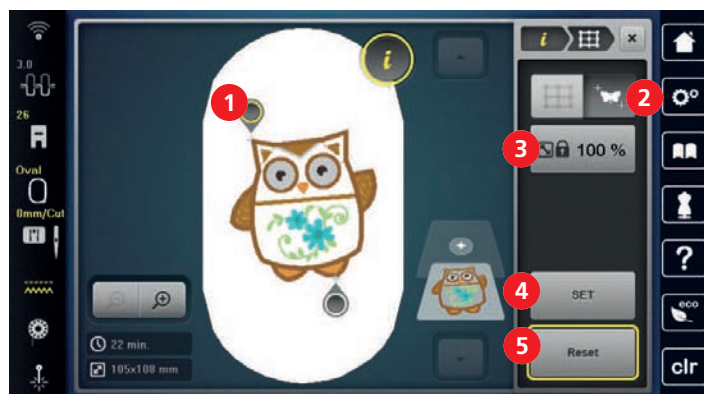 3.0
26
Oval
0mm/Cut
i
1
i
×
2
3
100 %
4
SET
5
Reset
22 min.
105x108 mm
?
eco
clr